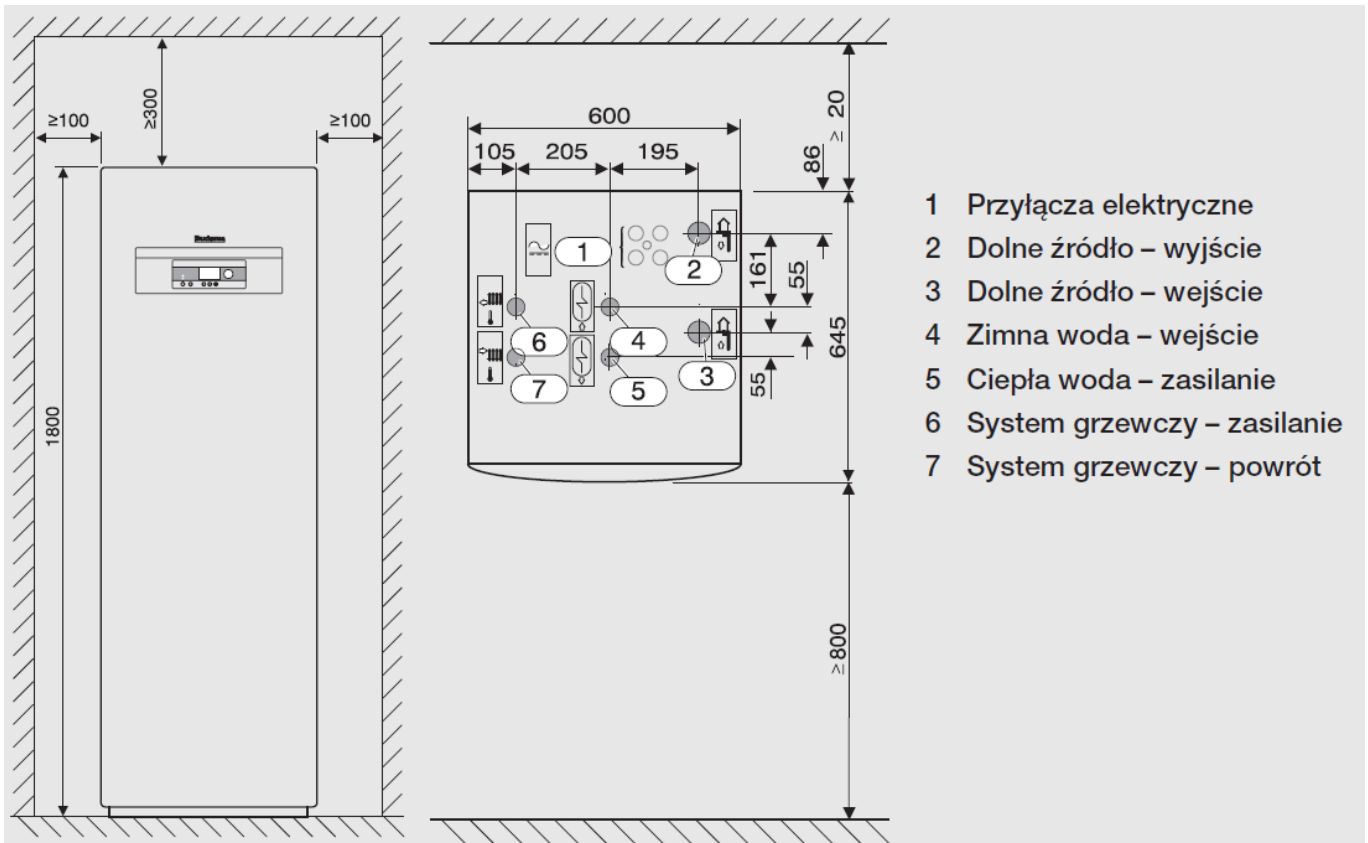 ≥300
≥100
≥100
1800
Buderus
≥ 20
600
105 205 195
86
1
2
161
55
645
6
4
3
7
5
55
≥800
1 Przyłącza elektryczne
2 Dolne źródło – wyjście
3 Dolne źródło – wejście
4 Zimna woda – wejście
5 Ciepła woda – zasilanie
6 System grzewczy – zasilanie
7 System grzewczy – powrót